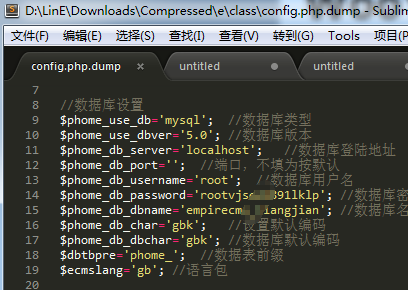 D:\LinE\Downloads\Compressed\e\class\config.php.dump - Sublim
文件(F) 编辑(E) 选择(S) 查找(I) 查看(V) 转到(G) Tools 项目(P
config.php.dump × untitled untitled
7
8 //数据库设置
9 $phome_use_db='mysql'; //数据库类型
10 $phome_use_dbver='5.0'; //数据库版本
11 $phome_db_server='localhost'; //数据库登陆地址
12 $phome_db_port=''; //端口，不填为按默认
13 $phome_db_username='root'; //数据库用户名
14 $phome_db_password='rootvjs 911klp'; //数据库密
15 $phome_db_dbname='empirecm iangjian'; //数据库名
16 $phome_db_char='gbk'; //设置默认编码
17 $phome_db_dbchar='gbk'; //数据库默认编码
18 $dbtbpre='phome_'; //数据表前缀
19 $ecmslang='gb'; //语言包